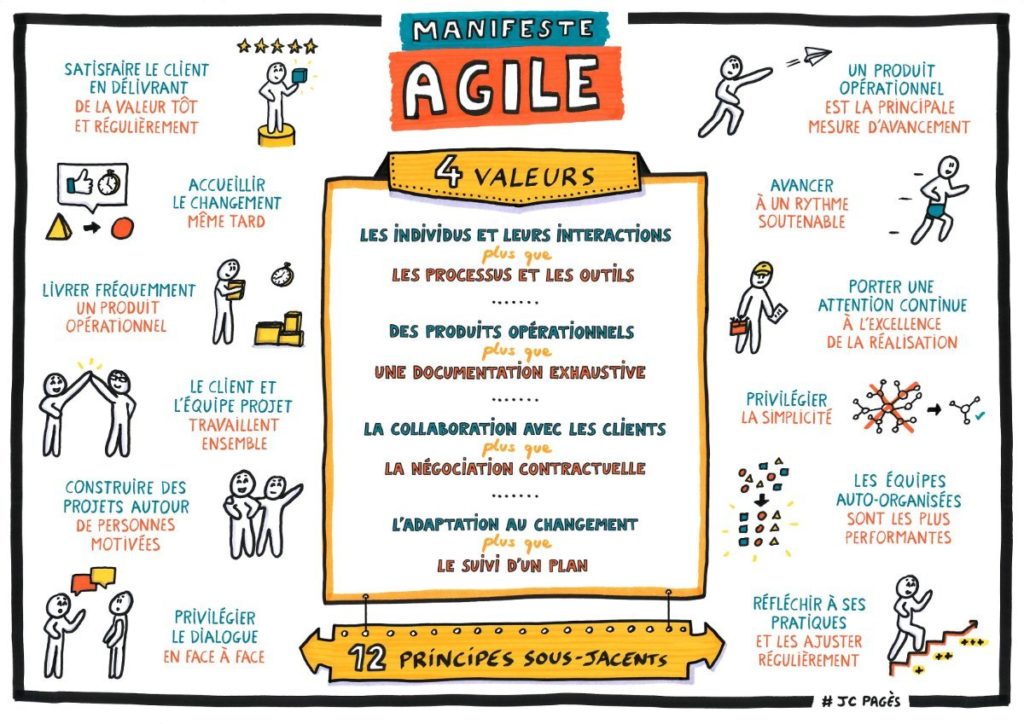 MANIFESTE
AGILE
SATISFAIRE LE CLIENT
EN DÉLIVRANT
DE LA VALEUR TÔT
ET RÉGULIÈREMENT
ACCUEILLIR
LE CHANGEMENT
MÊME TARD
LIVRER FRÉQUEMMENT
UN PRODUIT
OPÉRATIONNEL
LE CLIENT ET
L'ÉQUIPE PROJET
TRAVAILLENT
ENSEMBLE
CONSTRUIRE DES
PROJETS AUTOUR
DE PERSONNES
MOTIVÉES
PRIVILÉGIER
LE DIALOGUE
EN FACE À FACE
4 VALEURS
LES INDIVIDUS ET LEURS INTERACTIONS
plus que
LES PROCESSUS ET LES OUTILS
DES PRODUITS OPÉRATIONNELS
plus que
UNE DOCUMENTATION EXHAUSTIVE
LA COLLABORATION AVEC LES CLIENTS
plus que
LA NÉGOCIATION CONTRACTUELLE
L'ADAPTATION AU CHANGEMENT
plus que
LE SUIVI D'UN PLAN
12 PRINCIPES SOUS-JACENTS
UN PRODUIT
OPÉRATIONNEL
EST LA PRINCIPALE
MESURE D'AVANCEMENT
AVANCER
À UN RYTHME
SOUTENABLE
PORTER UNE
ATTENTION CONTINUE
À L'EXCELLENCE
DE LA RÉALISATION
PRIVILÉGIER
LA SIMPLICITÉ
LES ÉQUIPES
AUTO-ORGANISÉES
SONT LES PLUS
PERFORMANTES
RÉFLÉCHIR À SES
PRATIQUES
ET LES AJUSTER
RÉGULIÈREMENT
+
++
+++
# JC PAGÈS